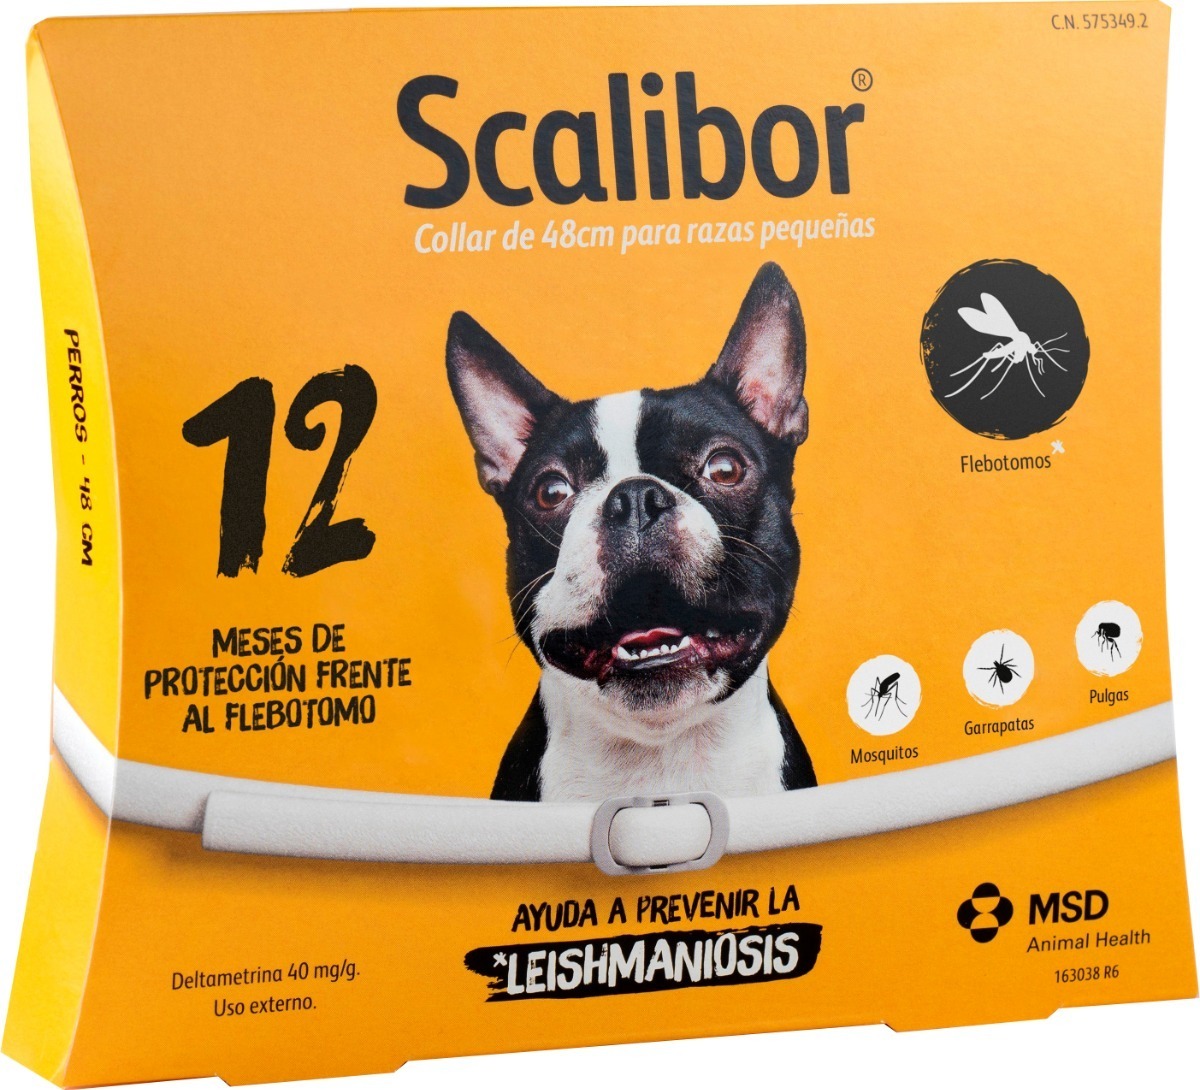 C.N. 575349.2
Scalibor®
Collar de 48cm para razas pequeñas
PERROS - 48 CM
12
MESES DE
PROTECCIÓN FRENTE
AL FLEBOTOMO
Flebotomos*
Mosquitos
Garrapatas
Pulgas
AYUDA A PREVENIR LA
*LEISHMANIOSIS
Deltametrina 40 mg/g.
Uso externo.
MSD
Animal Health
163038 R6